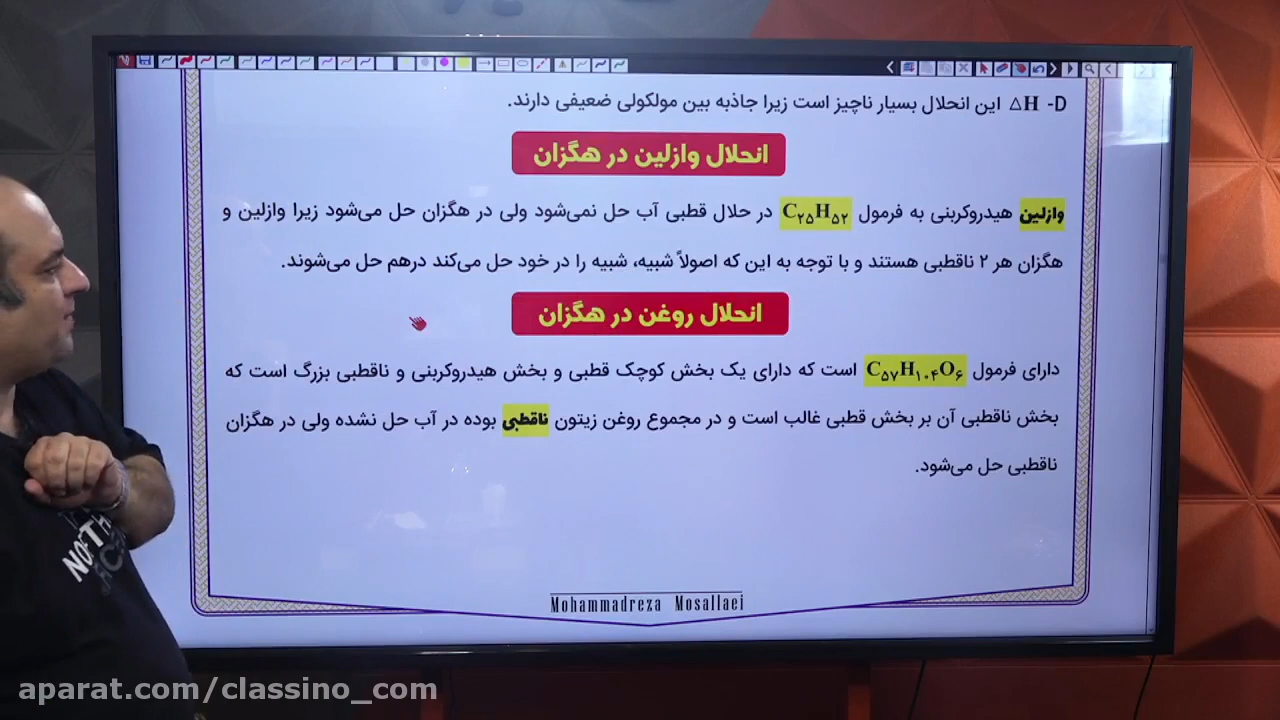 D- △H این انحلال بسیار ناچیز است زیرا جاذبه بین مولکولی ضعیفی دارند.
انحلال وازلین در هگزان
وازلین هیدروکربنی به فرمول C₂₅H₅₂ در حلال قطبی آب حل نمی‌شود ولی در هگزان حل می‌شود زیرا وازلین و
هگزان هر ۲ ناقطبی هستند و با توجه به این که اصولاً شبیه، شبیه را در خود حل می‌کند درهم حل می‌شوند.
انحلال روغن در هگزان
دارای فرمول C₅₇H₁₀₄O₆ است که دارای یک بخش کوچک قطبی و بخش هیدروکربنی و ناقطبی بزرگ است که
بخش ناقطبی آن بر بخش قطبی غالب است و در مجموع روغن زیتون ناقطبی بوده در آب حل نشده ولی در هگزان
ناقطبی حل می‌شود.
Mohammadreza Mosallaei
NORTH
aparat.com/classino_com